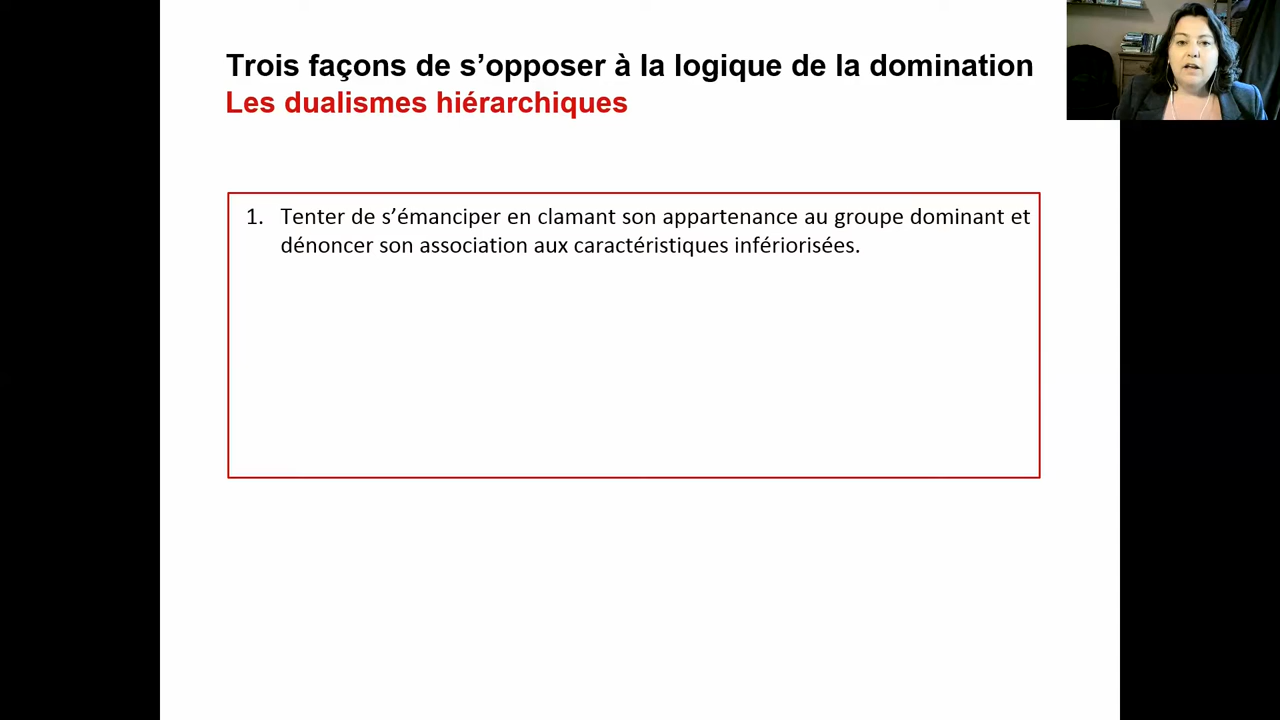 Trois façons de s’opposer à la logique de la domination
Les dualismes hiérarchiques
1. Tenter de s’émanciper en clamant son appartenance au groupe dominant et
dénoncer son association aux caractéristiques infériorisées.